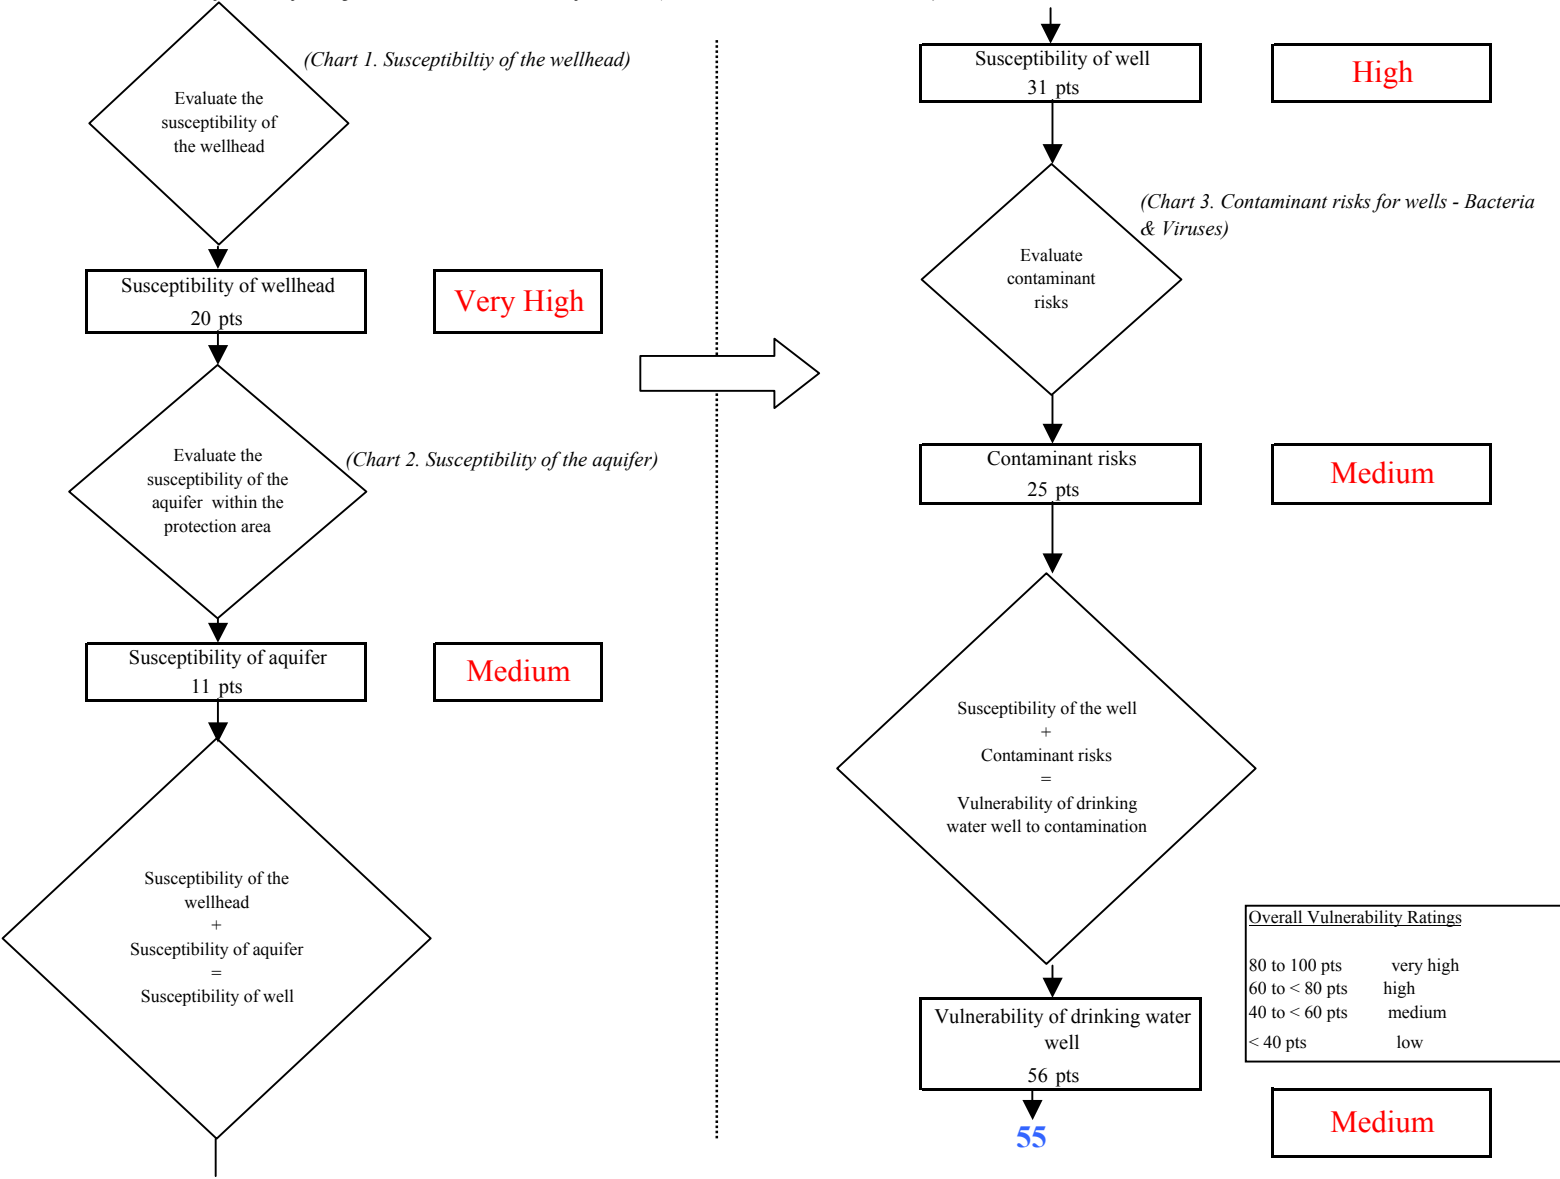 (Chart 1. Susceptibiltiy of the wellhead)
Evaluate the
susceptibility of
the wellhead
Susceptibility of wellhead
20 pts
Very High
Evaluate the
susceptibility of the
aquifer within the
protection area
(Chart 2. Susceptibility of the aquifer)
Susceptibility of aquifer
11 pts
Medium
Susceptibility of the
wellhead
+
Susceptibility of aquifer
=
Susceptibility of well
Susceptibility of well
31 pts
High
(Chart 3. Contaminant risks for wells - Bacteria
& Viruses)
Evaluate
contaminant
risks
Contaminant risks
25 pts
Medium
Susceptibility of the well
+
Contaminant risks
=
Vulnerability of drinking
water well to contamination
Overall Vulnerability Ratings
80 to 100 pts very high
60 to < 80 pts high
40 to < 60 pts medium
< 40 pts low
Vulnerability of drinking water
well
56 pts
55
Medium